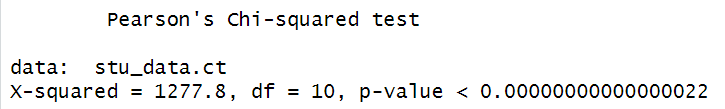 Pearson's Chi-squared test
data:  stu_data.ct
X-squared = 1277.8, df = 10, p-value < 0.00000000000000022